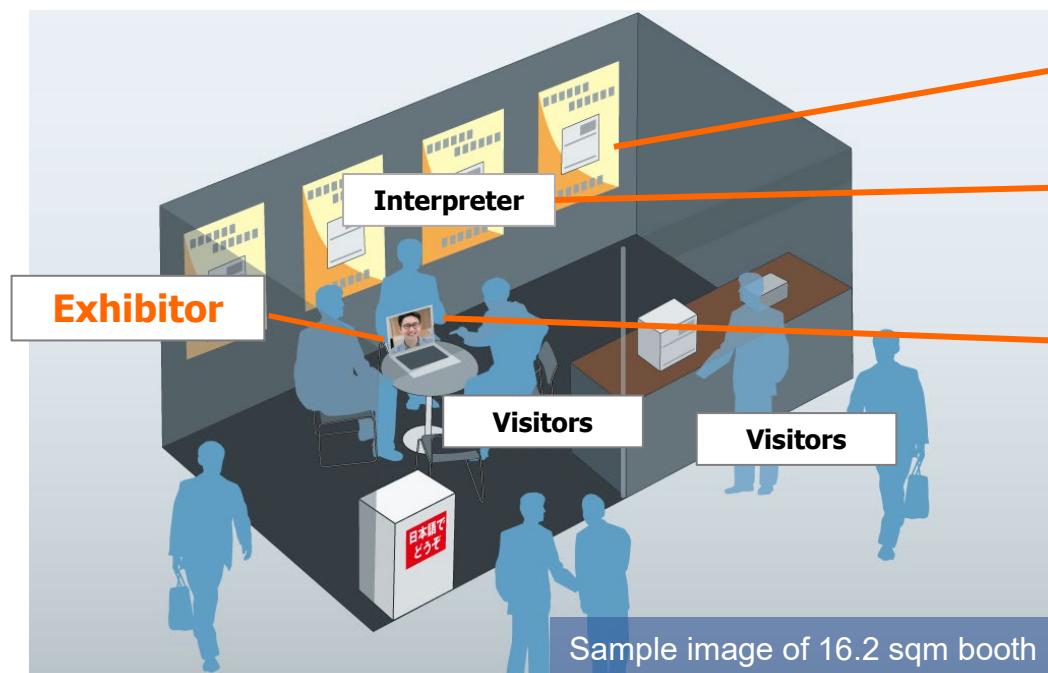 Interpreter
Exhibitor
Visitors
Visitors
日本語で
どうぞ
Sample image of 16.2 sqm booth